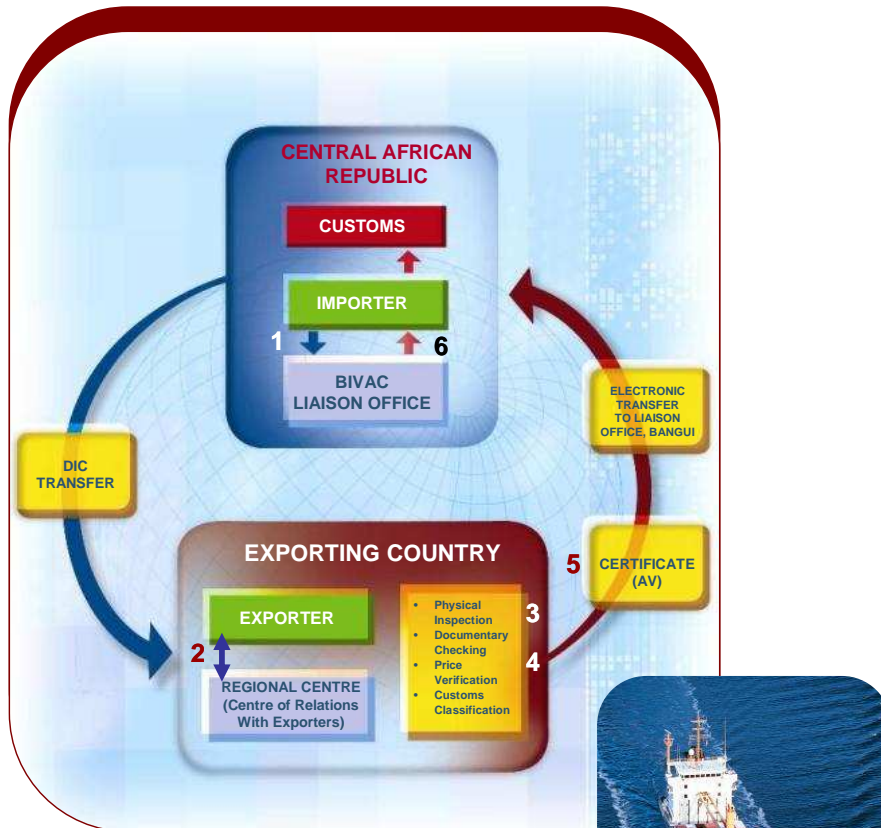 CENTRAL AFRICAN
REPUBLIC
CUSTOMS
IMPORTER
1
6
BIVAC
LIAISON OFFICE
ELECTRONIC
TRANSFER
TO LIAISON
OFFICE, BANGUI
DIC
TRANSFER
EXPORTING COUNTRY
5
CERTIFICATE
(AV)
EXPORTER
2
REGIONAL CENTRE
(Centre of Relations
With Exporters)
• Physical
Inspection
• Documentary
Checking
• Price
Verification
• Customs
Classification
3
4